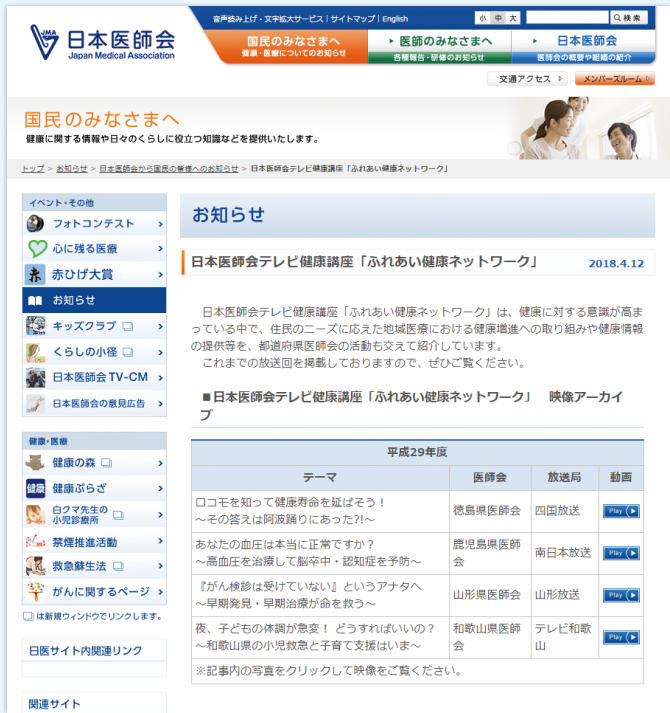 JMA
日本医師会
Japan Medical Association
音声読み上げ・文字拡大サービス | サイトマップ | English
小 中 大
検索
国民のみなさまへ
健康・医療についてのお知らせ
医師のみなさまへ
各種報告・研修のお知らせ
日本医師会
医師会の概要や組織の紹介
交通アクセス
メンバーズルーム
国民のみなさまへ
健康に関する情報や日々のくらしに役立つ知識などを提供いたします。
トップ > お知らせ > 日本医師会から国民の皆様へのお知らせ > 日本医師会テレビ健康講座「ふれあい健康ネットワーク」
イベント・その他
フォトコンテスト
心に残る医療
赤 赤ひげ大賞
お知らせ
キッズクラブ
くらしの小径
日本医師会 TV-CM
日本医師会の意見広告
健康・医療
健康の森
健康 健康ぷらざ
白クマ先生の
小児診療所
禁煙推進活動
救急蘇生法
がんに関するページ
は新規ウィンドウでリンクします。
日医サイト内関連リンク
関連サイト
お知らせ
日本医師会テレビ健康講座「ふれあい健康ネットワーク」 2018.4.12
日本医師会テレビ健康講座「ふれあい健康ネットワーク」は、健康に対する意識が高ま
っている中で、住民のニーズに応えた地域医療における健康増進への取り組みや健康情報
の提供等を、都道府県医師会の活動も交えて紹介しています。
これまでの放送回を掲載しておりますので、ぜひご覧ください。
■日本医師会テレビ健康講座「ふれあい健康ネットワーク」 映像アーカイ
ブ
平成29年度
テーマ 医師会 放送局 動画
ロコモを知って健康寿命を延ばそう！
～その答えは阿波踊りにあった?!～
徳島県医師会 四国放送 Play
あなたの血圧は本当に正常ですか？
～高血圧を治療して脳卒中・認知症を予防～
鹿児島県医師
会
南日本放送 Play
『がん検診は受けていない』というアナタへ
～早期発見・早期治療が命を救う～
山形県医師会 山形放送 Play
夜、子どもの体調が急変！ どうすればいいの？
～和歌山県の小児救急と子育て支援はいま～
和歌山県医師
会
テレビ和歌
山
Play
※記事内の写真をクリックして映像をご覧ください。